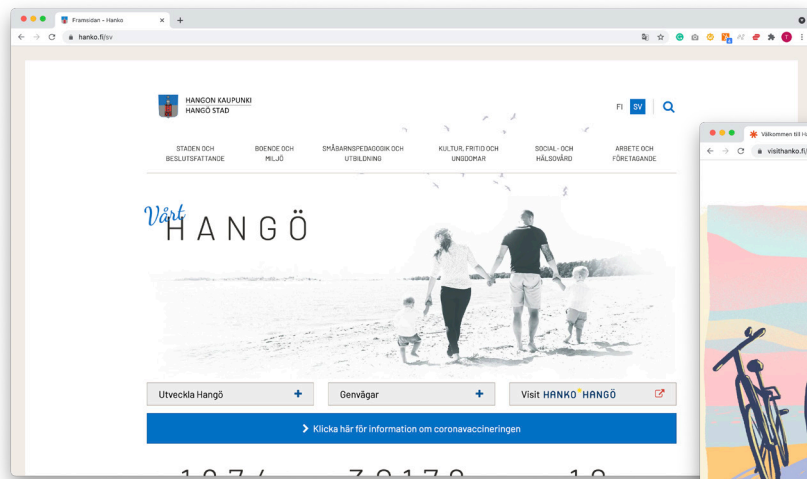 Framsidan - Hanko
hanko.fi/sv
HANGON KAUPUNKI
HANGÖ STAD
FI SV
STADEN OCH
BESLUTSFATTANDE
BOENDE OCH
MILJÖ
SMÅBARNSPEDAGOGIK OCH
UTBILDNING
KULTUR, FRITID OCH
UNGDOMAR
SOCIAL- OCH
HÄLSOVÅRD
ARBETE OCH
FÖRETAGANDE
Vårt
HANGÖ
Utveckla Hangö
Genvägar
Visit HANKO HANGÖ
Klicka här för information om coronavaccineringen
Välkommen till Ha
visithanko.fi/